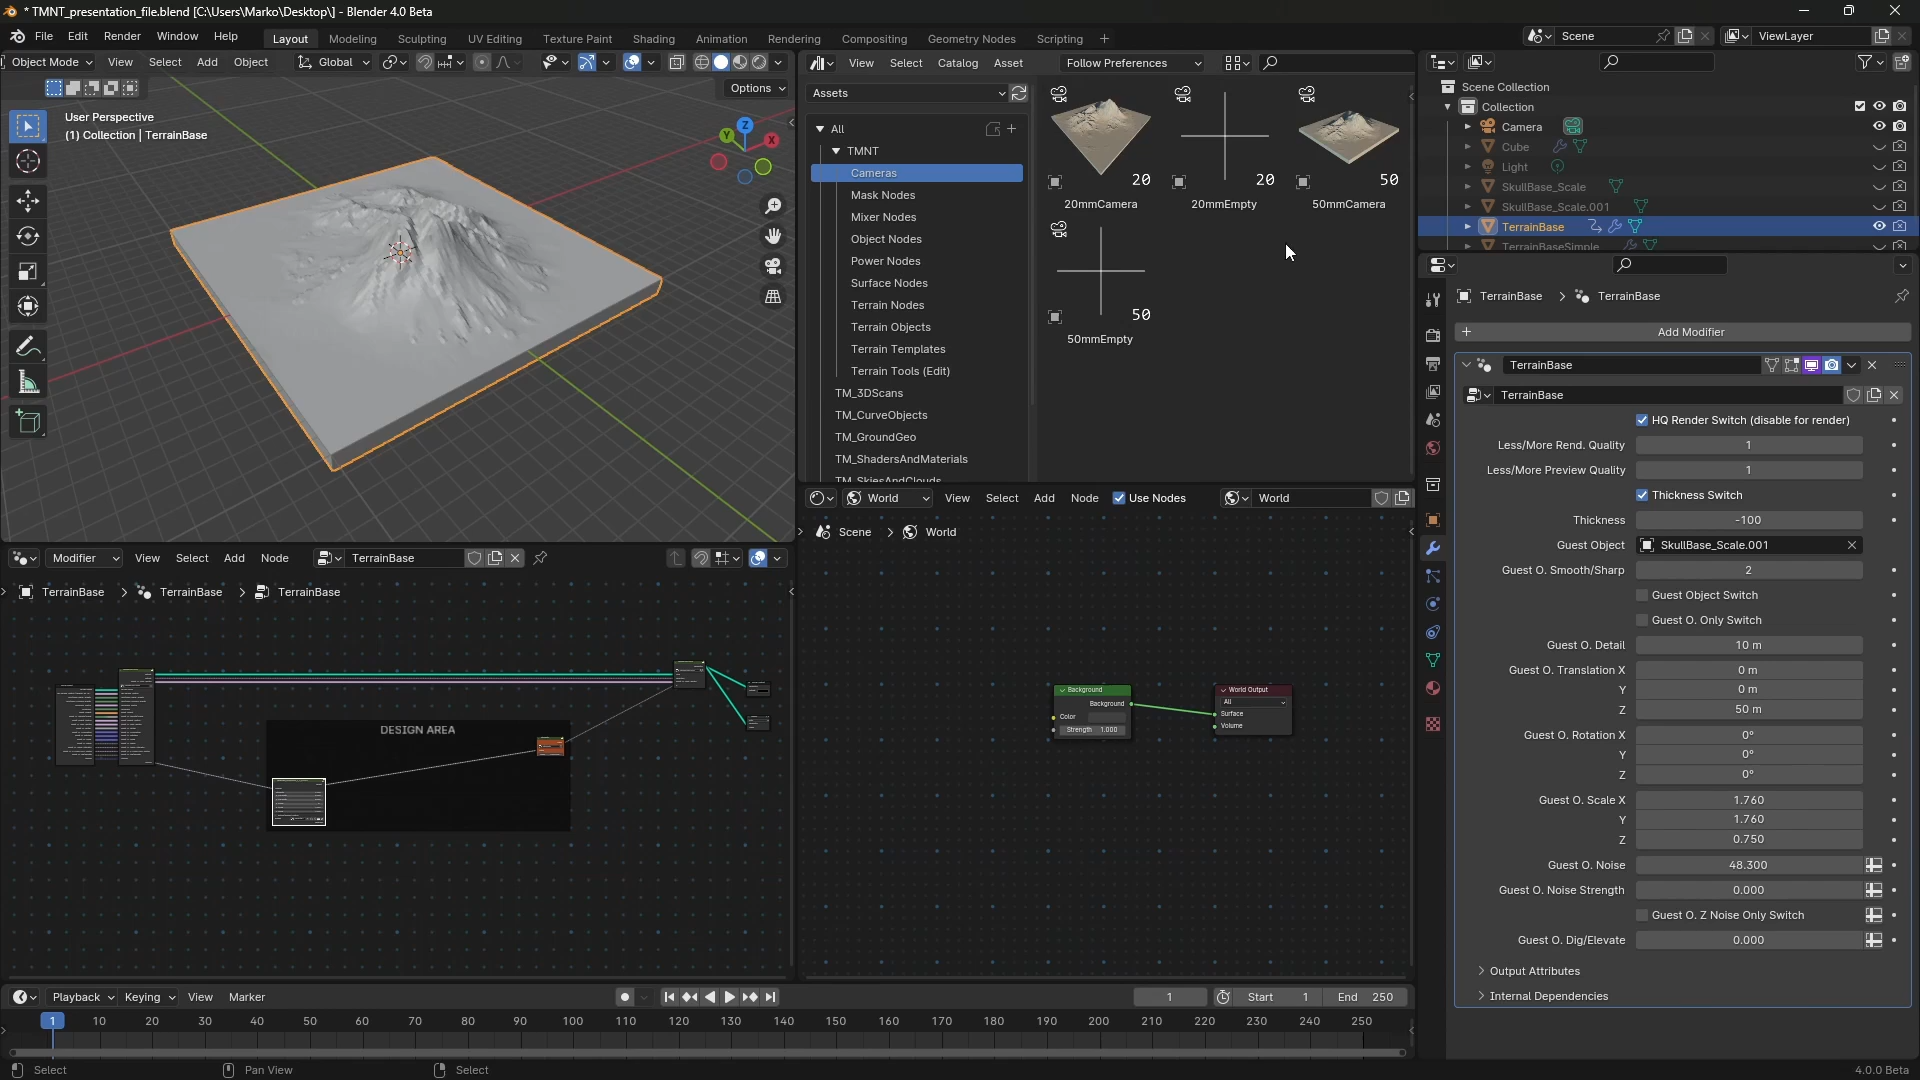 * TMNT_presentation_file.blend [C:\Users\Marko\Desktop\] - Blender 4.0 Beta
File Edit Render Window Help Layout Modeling Sculpting UV Editing Texture Paint Shading Animation Rendering Compositing Geometry Nodes Scripting + Scene ViewLayer
Object Mode View Select Add Object Global
Options
User Perspective
(1) Collection | TerrainBase
Z
Y
X
View Select Catalog Asset Follow Preferences
Assets
All
TMNT
Cameras
Mask Nodes
Mixer Nodes
Object Nodes
Power Nodes
Surface Nodes
Terrain Nodes
Terrain Objects
Terrain Templates
Terrain Tools (Edit)
TM_3DScans
TM_CurveObjects
TM_GroundGeo
TM_ShadersAndMaterials
TM_SkiesAndClouds
20 20 50
20mmCamera 20mmEmpty 50mmCamera
50
50mmEmpty
Scene Collection
Collection
Camera
Cube
Light
SkullBase_Scale
SkullBase_Scale.001
TerrainBase
TerrainBaseSimple
TerrainBase > TerrainBase
+ Add Modifier
TerrainBase
TerrainBase
HQ Render Switch (disable for render)
Less/More Rend. Quality 1
Less/More Preview Quality 1
Thickness Switch
Thickness -100
Guest Object SkullBase_Scale.001
Guest O. Smooth/Sharp 2
Guest Object Switch
Guest O. Only Switch
Guest O. Detail 10 m
Guest O. Translation X 0 m
Y 0 m
Z 50 m
Guest O. Rotation X 0°
Y 0°
Z 0°
Guest O. Scale X 1.760
Y 1.760
Z 0.750
Guest O. Noise 48.300
Guest O. Noise Strength 0.000
Guest O. Z Noise Only Switch
Guest O. Dig/Elevate 0.000
Output Attributes
Internal Dependencies
World View Select Add Node Use Nodes World
Scene > World
Background
Background
Color
Strength 1.000
World Output
All
Surface
Volume
Modifier View Select Add Node TerrainBase
TerrainBase > TerrainBase > TerrainBase
DESIGN AREA
Playback Keying View Marker 1 Start 1 End 250
1 10 20 30 40 50 60 70 80 90 100 110 120 130 140 150 160 170 180 190 200 210 220 230 240 250
Select Pan View Select 4.0.0 Beta